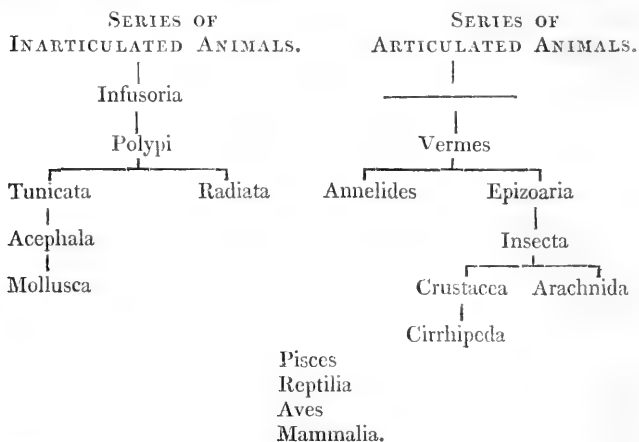 SERIES OF SERIES OF
INARTICULATED ANIMALS. ARTICULATED ANIMALS.
Infusoria
Polypi Vermes
Tunicata Radiata Annelides Epizoaria
Acephala Insecta
Mollusca Crustacea Arachnida
Cirrhipeda
Pisces
Reptilia
Aves
Mammalia.